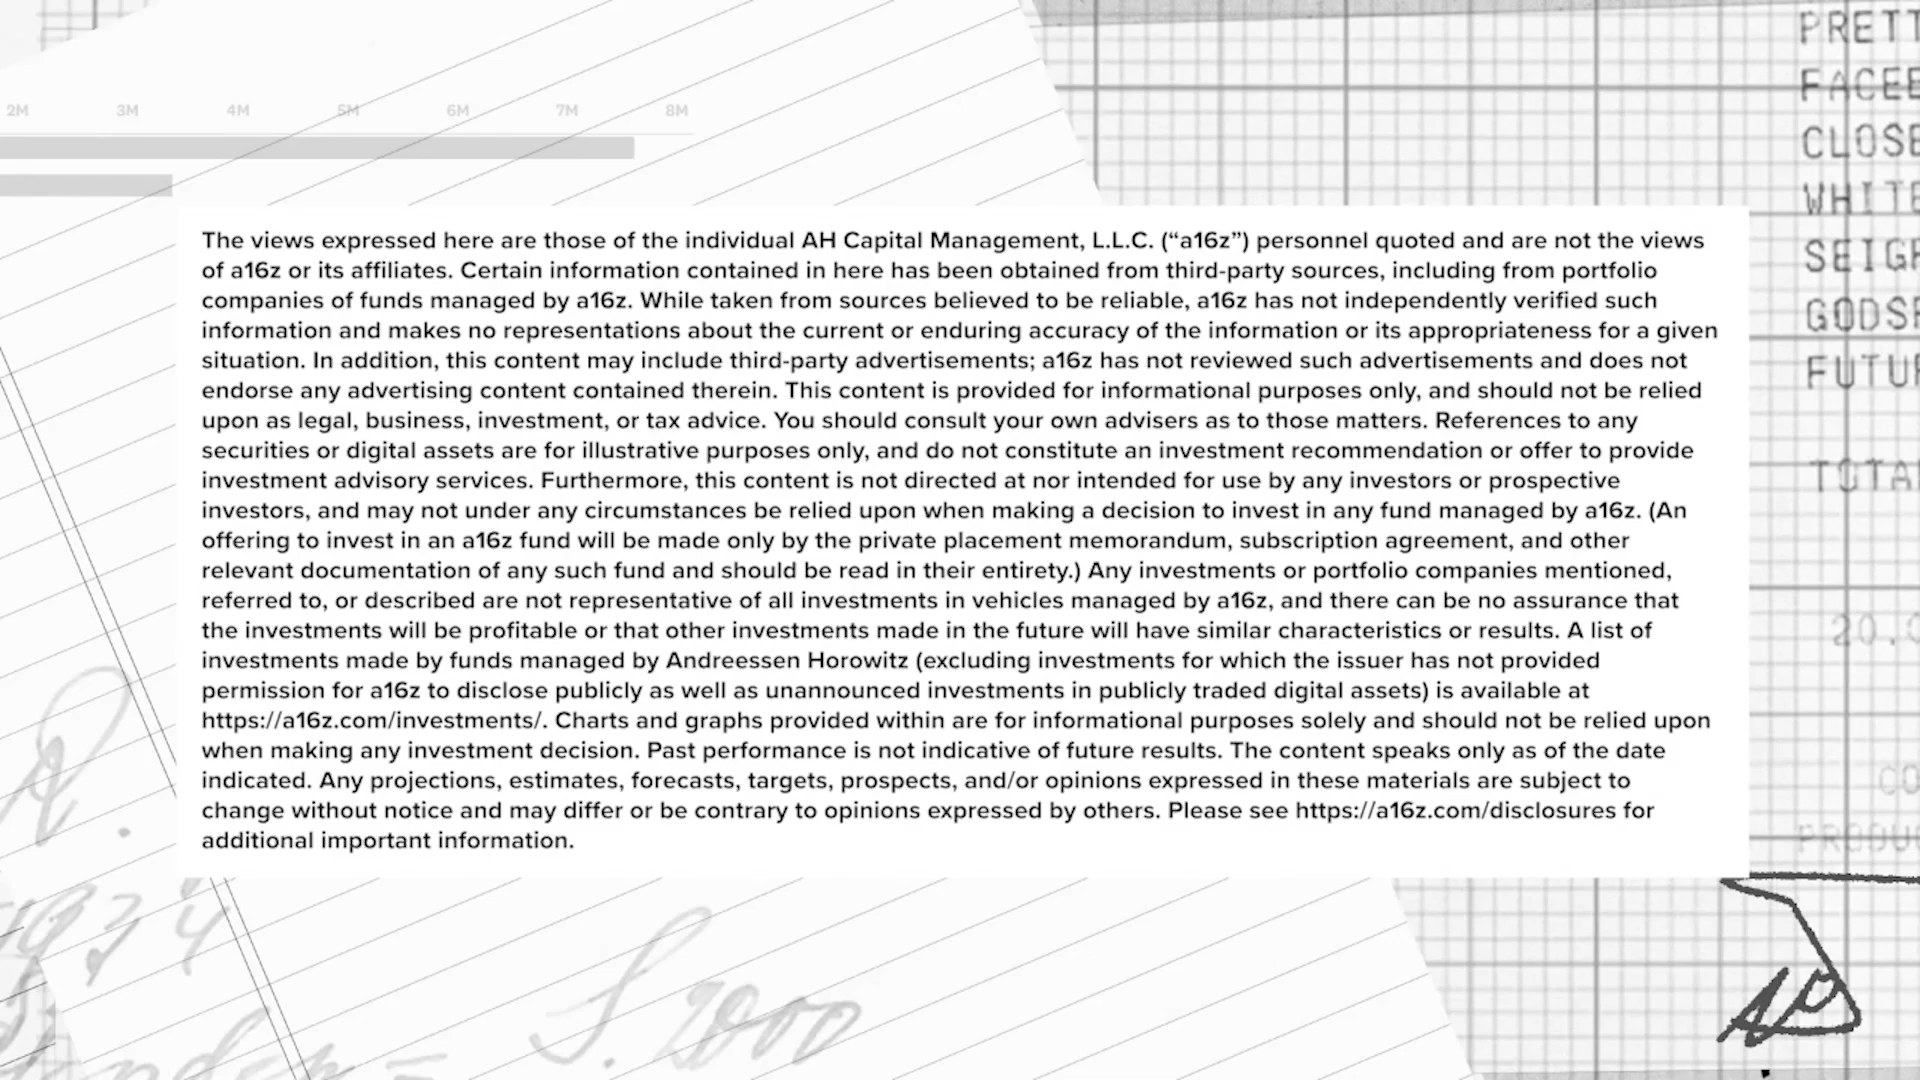 2M 3M 4M 5M 6M 7M 8M
The views expressed here are those of the individual AH Capital Management, L.L.C. (“a16z”) personnel quoted and are not the views
of a16z or its affiliates. Certain information contained in here has been obtained from third-party sources, including from portfolio
companies of funds managed by a16z. While taken from sources believed to be reliable, a16z has not independently verified such
information and makes no representations about the current or enduring accuracy of the information or its appropriateness for a given
situation. In addition, this content may include third-party advertisements; a16z has not reviewed such advertisements and does not
endorse any advertising content contained therein. This content is provided for informational purposes only, and should not be relied
upon as legal, business, investment, or tax advice. You should consult your own advisers as to those matters. References to any
securities or digital assets are for illustrative purposes only, and do not constitute an investment recommendation or offer to provide
investment advisory services. Furthermore, this content is not directed at nor intended for use by any investors or prospective
investors, and may not under any circumstances be relied upon when making a decision to invest in any fund managed by a16z. (An
offering to invest in an a16z fund will be made only by the private placement memorandum, subscription agreement, and other
relevant documentation of any such fund and should be read in their entirety.) Any investments or portfolio companies mentioned,
referred to, or described are not representative of all investments in vehicles managed by a16z, and there can be no assurance that
the investments will be profitable or that other investments made in the future will have similar characteristics or results. A list of
investments made by funds managed by Andreessen Horowitz (excluding investments for which the issuer has not provided
permission for a16z to disclose publicly as well as unannounced investments in publicly traded digital assets) is available at
https://a16z.com/investments/. Charts and graphs provided within are for informational purposes solely and should not be relied upon
when making any investment decision. Past performance is not indicative of future results. The content speaks only as of the date
indicated. Any projections, estimates, forecasts, targets, prospects, and/or opinions expressed in these materials are subject to
change without notice and may differ or be contrary to opinions expressed by others. Please see https://a16z.com/disclosures for
additional important information.
PRETT
FACEB
CLOSE
WHITE
SEIGF
GODSF
FUTUR
TOTA
20.
CO
PRODU
1934
S. 2000